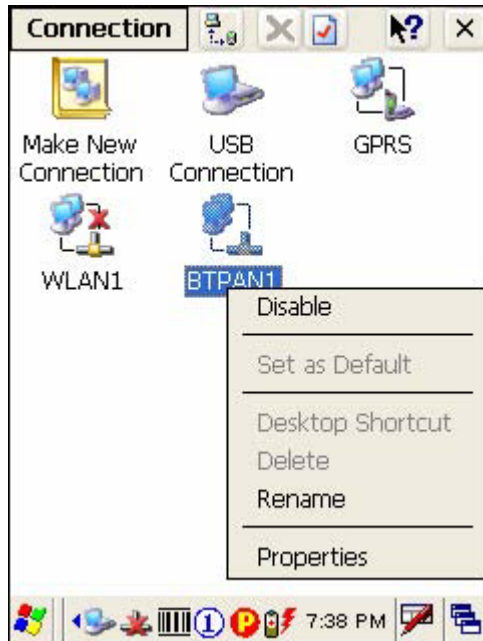 Connection
?
Make New
Connection
USB
Connection
GPRS
WLAN1
BTPAN1
Disable
Set as Default
Desktop Shortcut
Delete
Rename
Properties
1
P
7:38 PM